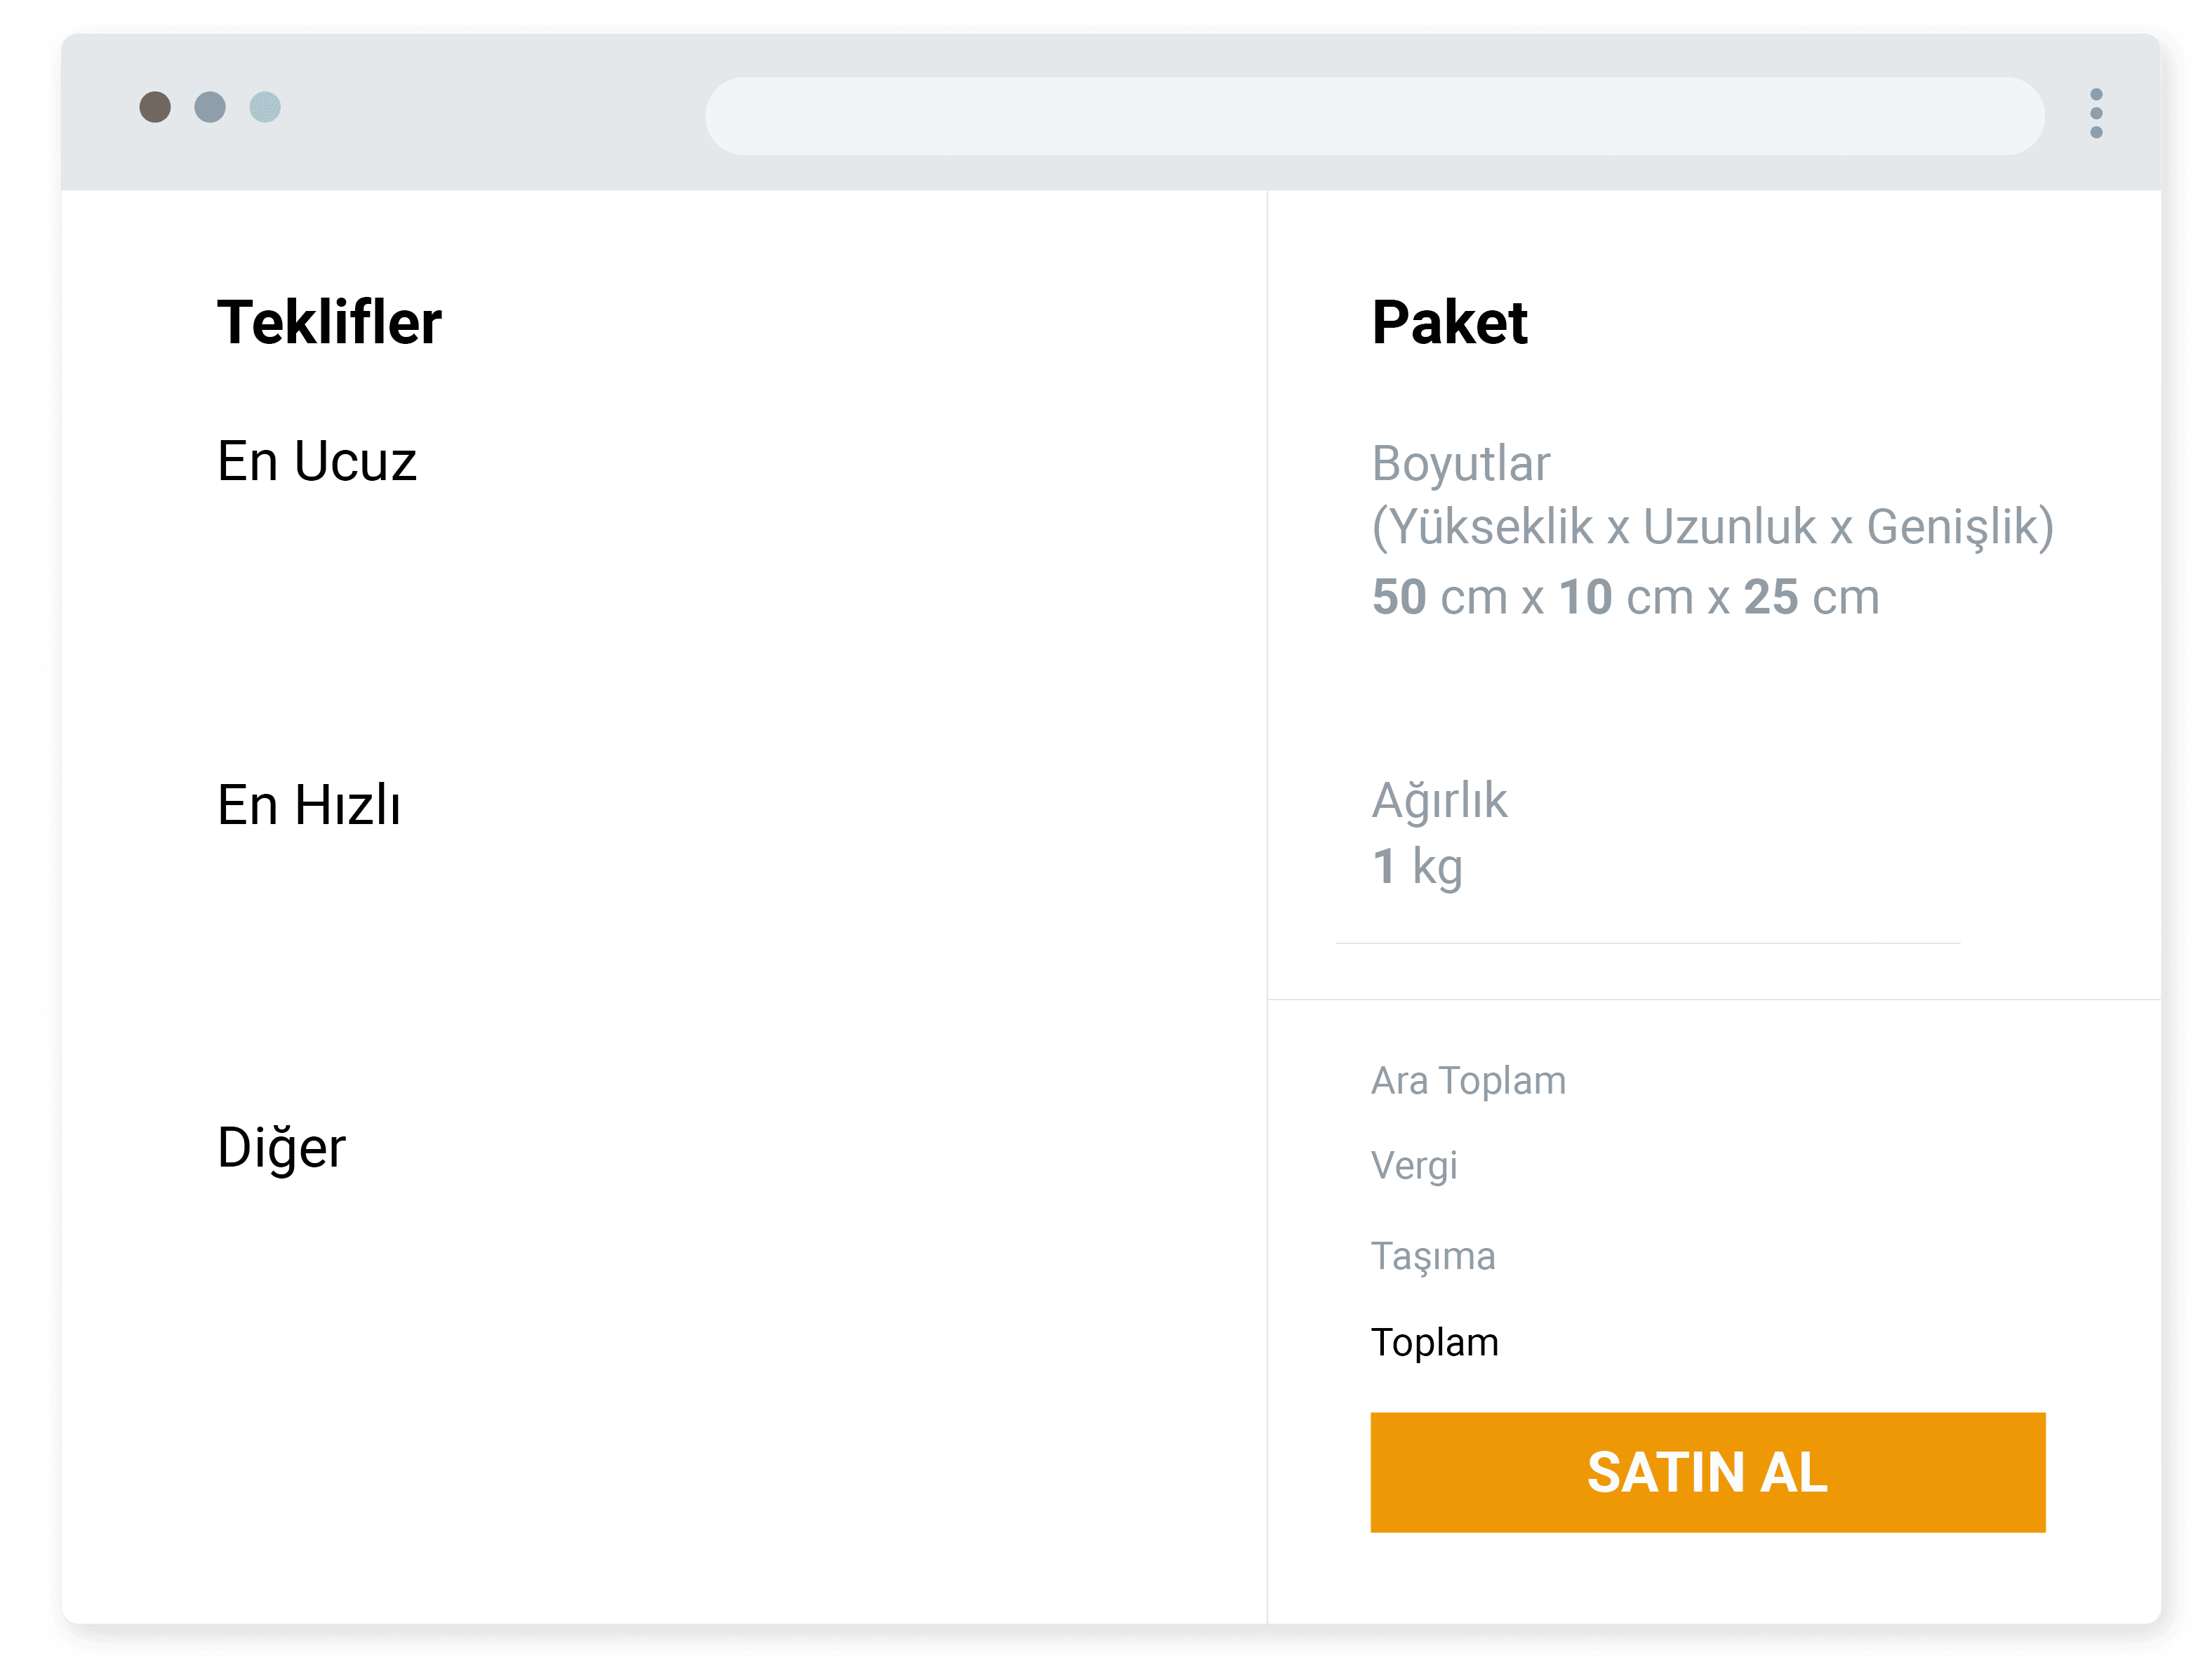 Teklifler
En Ucuz
En Hızlı
Diğer
Paket
Boyutlar
(Yükseklik x Uzunluk x Genişlik)
50 cm x 10 cm x 25 cm
Ağırlık
1 kg
Ara Toplam
Vergi
Taşıma
Toplam
SATIN AL